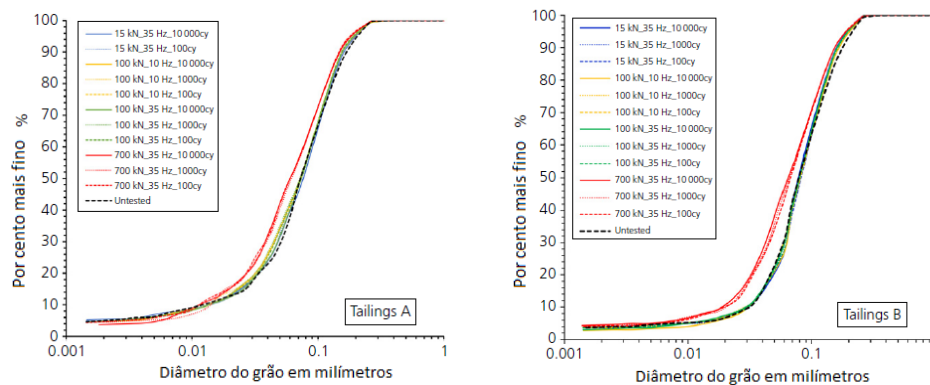 Por cento mais fino %
100
90
80
70
60
50
40
30
20
10
0
15 kN_35 Hz_10 000cy
15 kN_35 Hz_100cy
100 kN_10 Hz_10 000cy
100 kN_10 Hz_1000cy
100 kN_10 Hz_100cy
100 kN_35 Hz_10 000cy
100 kN_35 Hz_1000cy
100 kN_35 Hz_100cy
700 kN_35 Hz_10 000cy
700 kN_35 Hz_1000cy
700 kN_35 Hz_100cy
Untested
Tailings A
0.001
0.01
0.1
1
Diâmetro do grão em milímetros
Por cento mais fino %
100
90
80
70
60
50
40
30
20
10
0
15 kN_35 Hz_10 000cy
15 kN_35 Hz_1000cy
15 kN_35 Hz_100cy
100 kN_10 Hz_10 000cy
100 kN_10 Hz_1000cy
100 kN_10 Hz_100cy
100 kN_35 Hz_10 000cy
100 kN_35 Hz_1000cy
100 kN_35 Hz_100cy
700 kN_35 Hz_10 000cy
700 kN_35 Hz_1000cy
700 kN_35 Hz_100cy
Untested
Tailings B
0.001
0.01
0.1
Diâmetro do grão em milímetros